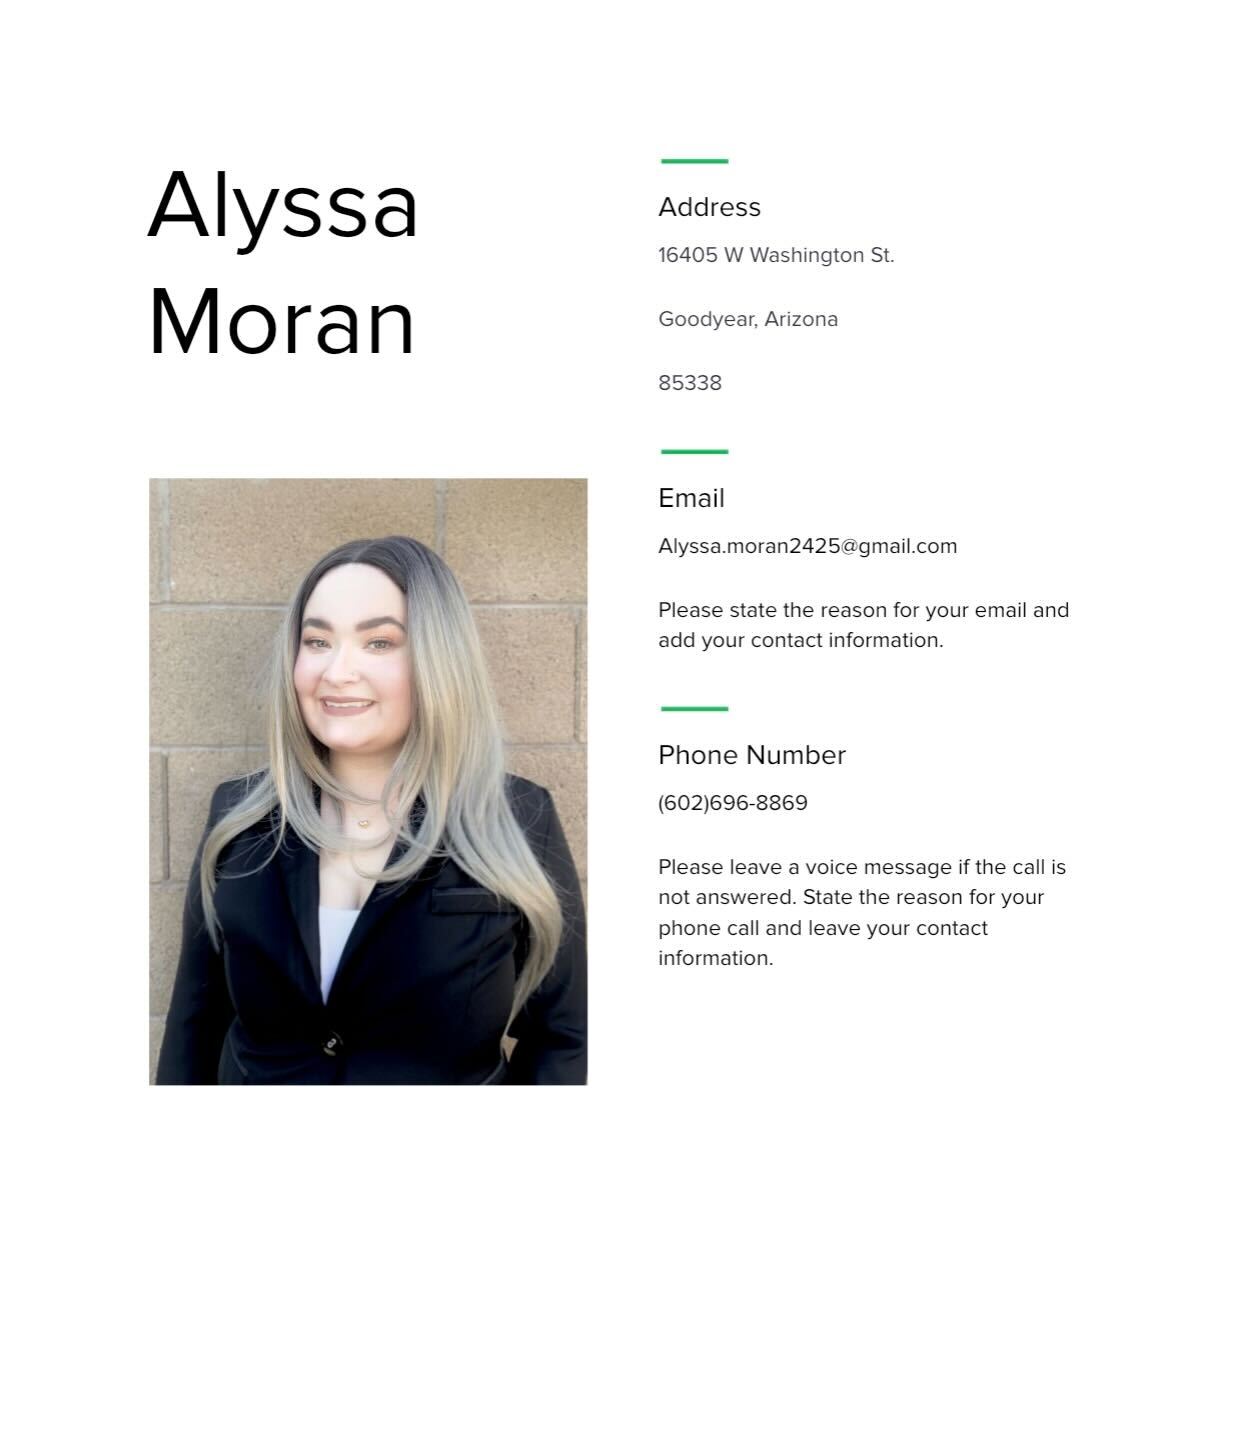 Alyssa
Moran
Address
16405 W Washington St.
Goodyear, Arizona
85338
Email
Alyssa.moran2425@gmail.com
Please state the reason for your email and
add your contact information.
Phone Number
(602)696-8869
Please leave a voice message if the call is
not answered. State the reason for your
phone call and leave your contact
information.